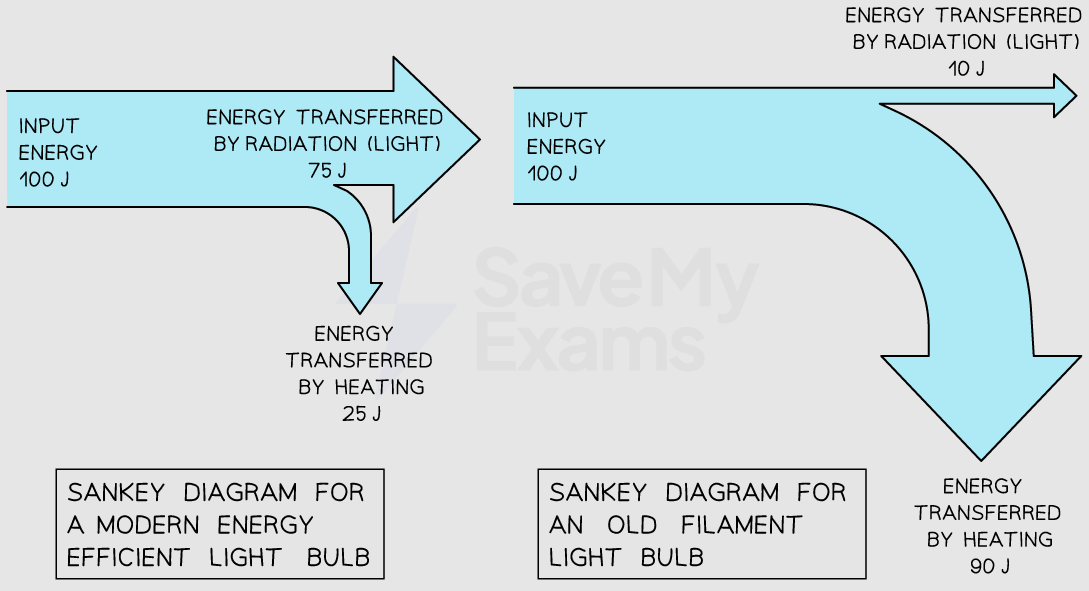 INPUT
ENERGY
100 J
ENERGY TRANSFERRED
BY RADIATION (LIGHT)
75 J
ENERGY
TRANSFERRED
BY HEATING
25 J
SANKEY DIAGRAM FOR
A MODERN ENERGY
EFFICIENT LIGHT BULB
ENERGY TRANSFERRED
BY RADIATION (LIGHT)
10 J
INPUT
ENERGY
100 J
ENERGY
TRANSFERRED
BY HEATING
90 J
SANKEY DIAGRAM FOR
AN OLD FILAMENT
LIGHT BULB
Save My
Exams